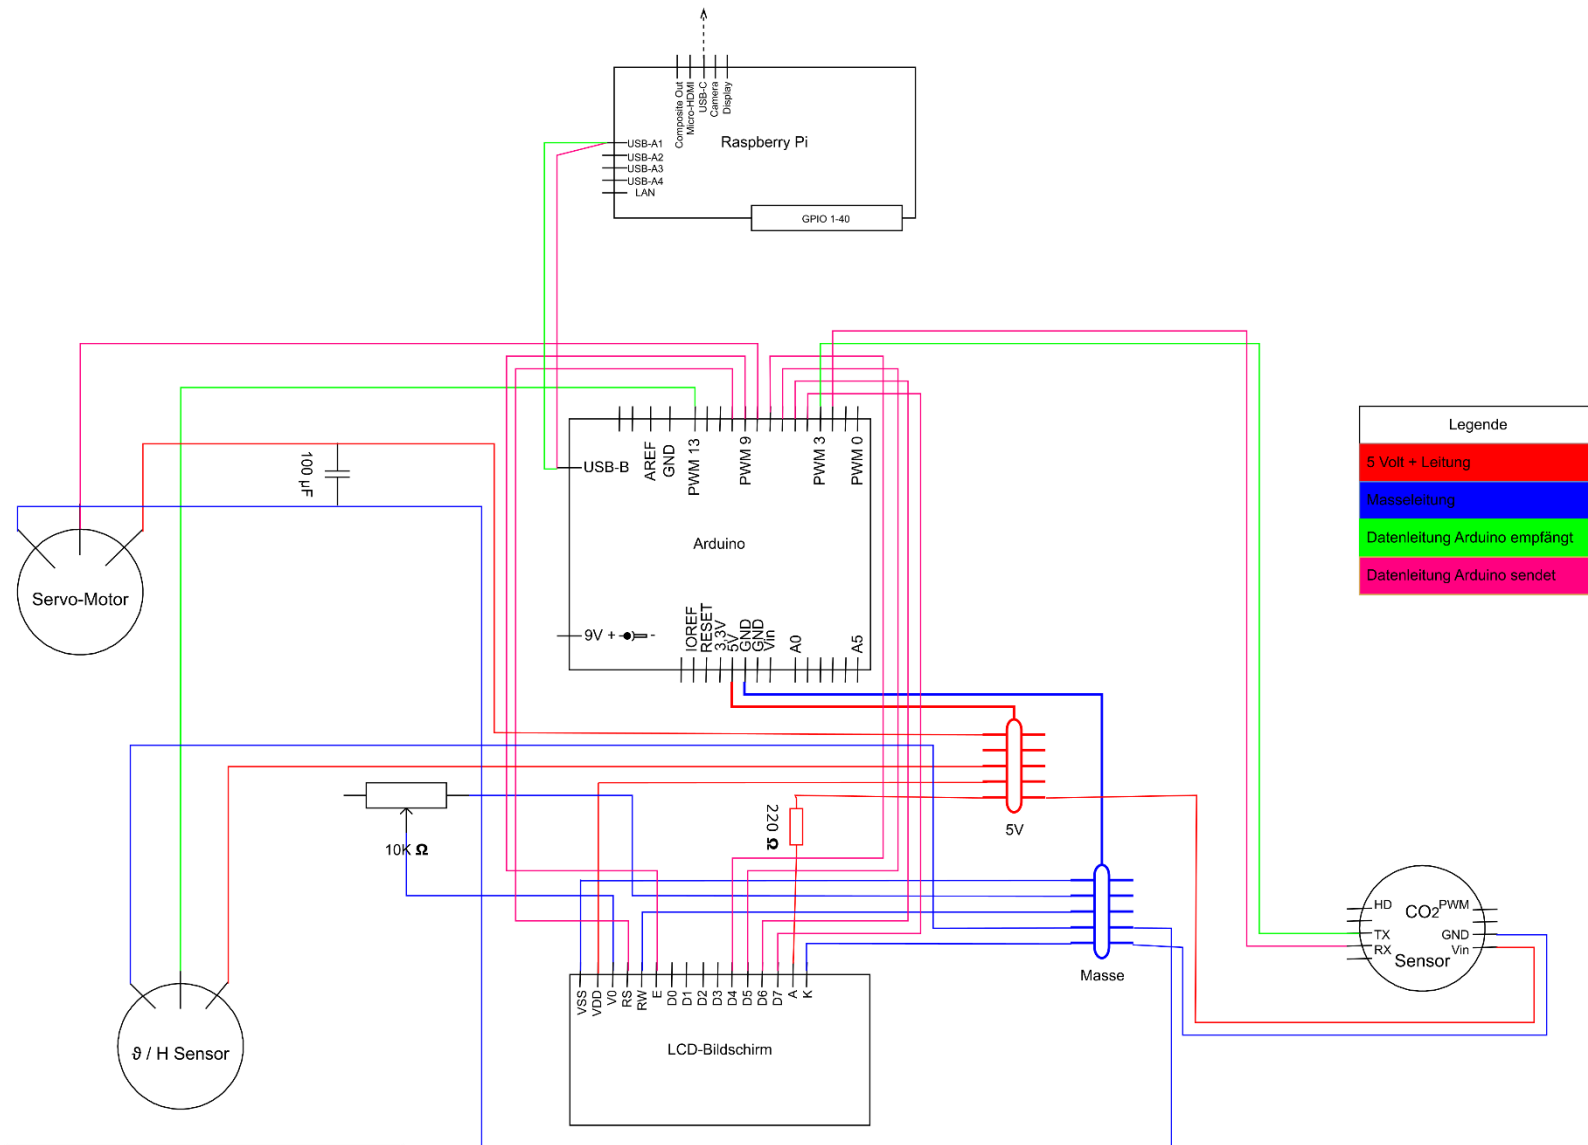 Composite Out
Micro-HDMI
USB-C
Camera
Display
Raspberry Pi
USB-A1
USB-A2
USB-A3
USB-A4
LAN
GPIO 1-40
100 µF
USB-B
AREF
GND
PWM 13
PWM 9
PWM 3
PWM 0
Arduino
9V + -
IOREF
RESET
3,3V
5V
GND
GND
Vin
A0
A5
Servo-Motor
Legende
5 Volt + Leitung
Masseleitung
Datenleitung Arduino empfängt
Datenleitung Arduino sendet
10K Ω
220 Ω
5V
Masse
HD
CO2
PWM
TX
GND
RX
Vin
Sensor
ϑ / H Sensor
VSS
VDD
V0
RS
RW
E
D0
D1
D2
D3
D4
D5
D6
D7
A
K
LCD-Bildschirm